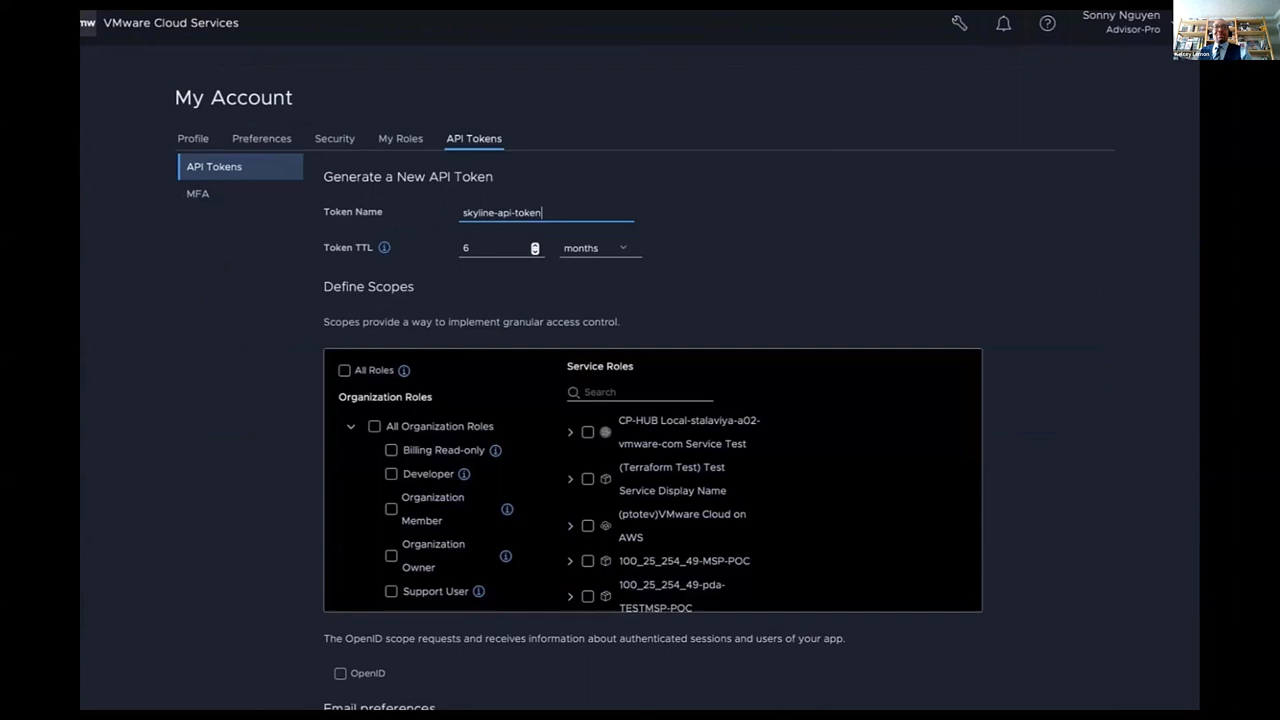 mw VMware Cloud Services
Sonny Nguyen
Advisor-Pro
My Account
Profile Preferences Security My Roles API Tokens
API Tokens
MFA
Generate a New API Token
Token Name skyline-api-token
Token TTL 6 months
Define Scopes
Scopes provide a way to implement granular access control.
All Roles
Organization Roles
All Organization Roles
Billing Read-only
Developer
Organization
Member
Organization
Owner
Support User
Service Roles
Search
CP-HUB Local-stalaviya-a02-
vmware-com Service Test
(Terraform Test) Test
Service Display Name
(ptotev)VMware Cloud on
AWS
100_25_254_49-MSP-POC
100_25_254_49-pda-
TESTMSP-POC
The OpenID scope requests and receives information about authenticated sessions and users of your app.
OpenID
Email preferences